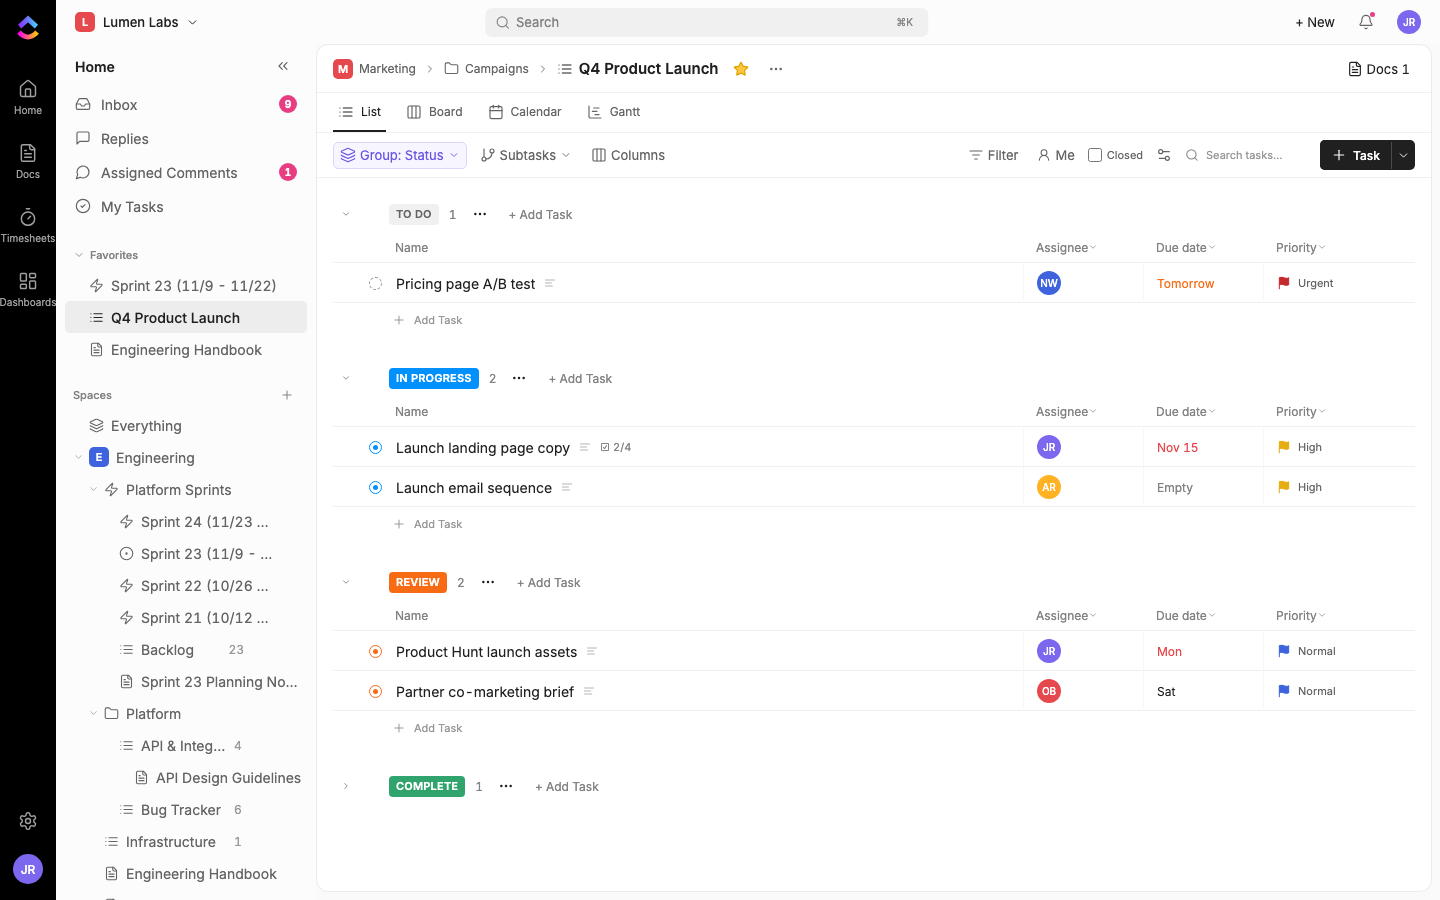 L Lumen Labs
Search ⌘K
+ New
JR
Home
Docs
Timesheets
Dashboards
JR
Home
Inbox 9
Replies
Assigned Comments 1
My Tasks
Favorites
Sprint 23 (11/9 - 11/22)
Q4 Product Launch
Engineering Handbook
Spaces
Everything
E Engineering
Platform Sprints
Sprint 24 (11/23 ...
Sprint 23 (11/9 - ...
Sprint 22 (10/26 ...
Sprint 21 (10/12 ...
Backlog 23
Sprint 23 Planning No...
Platform
API & Integ... 4
API Design Guidelines
Bug Tracker 6
Infrastructure 1
Engineering Handbook
M Marketing Campaigns Q4 Product Launch
Docs 1
List Board Calendar Gantt
Group: Status Subtasks Columns
Filter Me Closed Search tasks... Task
TO DO 1 + Add Task
Name Assignee Due date Priority
Pricing page A/B test NW Tomorrow Urgent
Add Task
IN PROGRESS 2 + Add Task
Name Assignee Due date Priority
Launch landing page copy 2/4 JR Nov 15 High
Launch email sequence AR Empty High
Add Task
REVIEW 2 + Add Task
Name Assignee Due date Priority
Product Hunt launch assets JR Mon Normal
Partner co-marketing brief OB Sat Normal
Add Task
COMPLETE 1 + Add Task